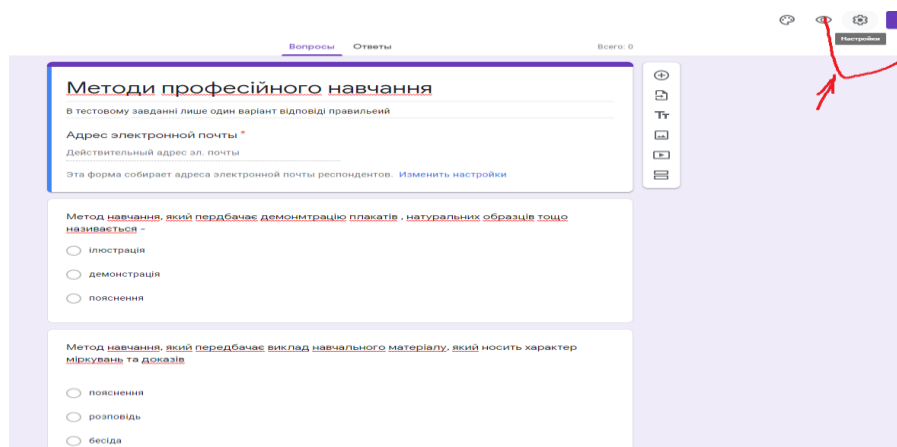 Настройки
Вопросы Ответы Всего: 0
Методи професійного навчання
В тестовому завданні лише один варіант відповіді правильеий
Адрес электронной почты *
Действительный адрес эл. почты
Эта форма собирает адреса электронной почты респондентов. Изменить настройки
Метод навчання, який пердбачає демонмтрацію плакатів , натуральних образців тощо
називається -
ілюстрація
демонстрація
пояснення
Метод навчання, який передбачає виклад навчального матеріалу, який носить характер
міркувань та доказів
пояснення
розповідь
бесіда
Тт